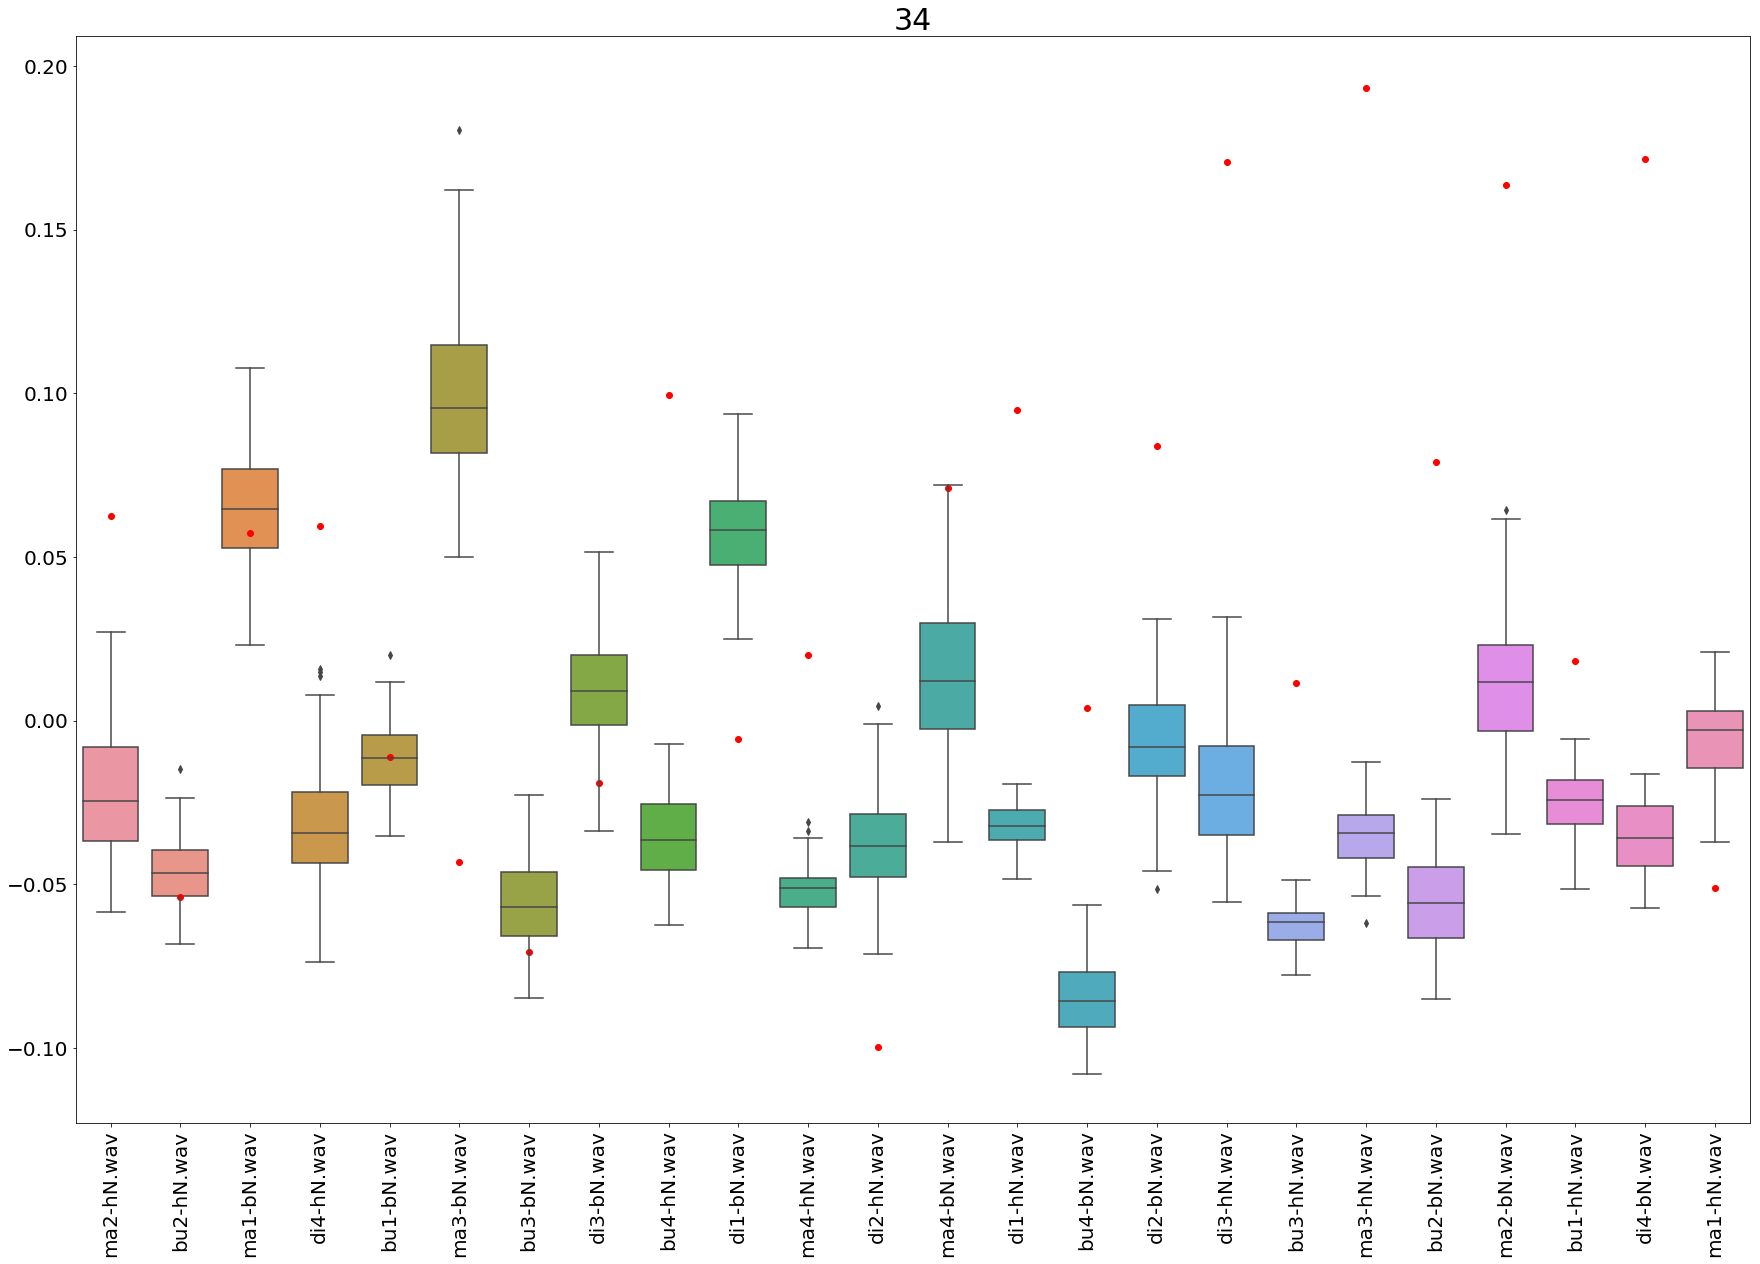 34
0.20
0.15
0.10
0.05
0.00
−0.05
−0.10
ma2-hN.wav
bu2-hN.wav
ma1-bN.wav
di4-hN.wav
bu1-bN.wav
ma3-bN.wav
bu3-bN.wav
di3-bN.wav
bu4-hN.wav
di1-bN.wav
ma4-hN.wav
di2-hN.wav
ma4-bN.wav
di1-hN.wav
bu4-bN.wav
di2-bN.wav
di3-hN.wav
bu3-hN.wav
ma3-hN.wav
bu2-bN.wav
ma2-bN.wav
bu1-hN.wav
di4-bN.wav
ma1-hN.wav